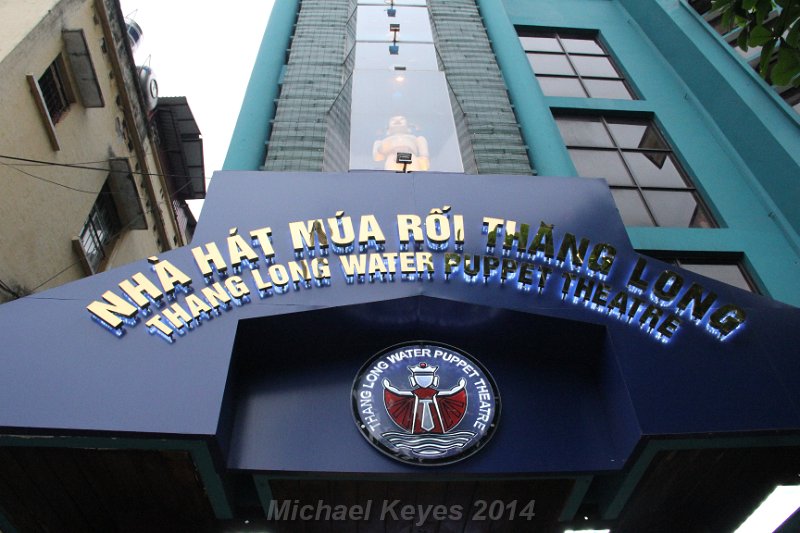 NHÀ HÁT MÚA RỐI THĂNG LONG
THANG LONG WATER PUPPET THEATRE
THANG LONG WATER PUPPET THEATRE
Michael Keyes 2014